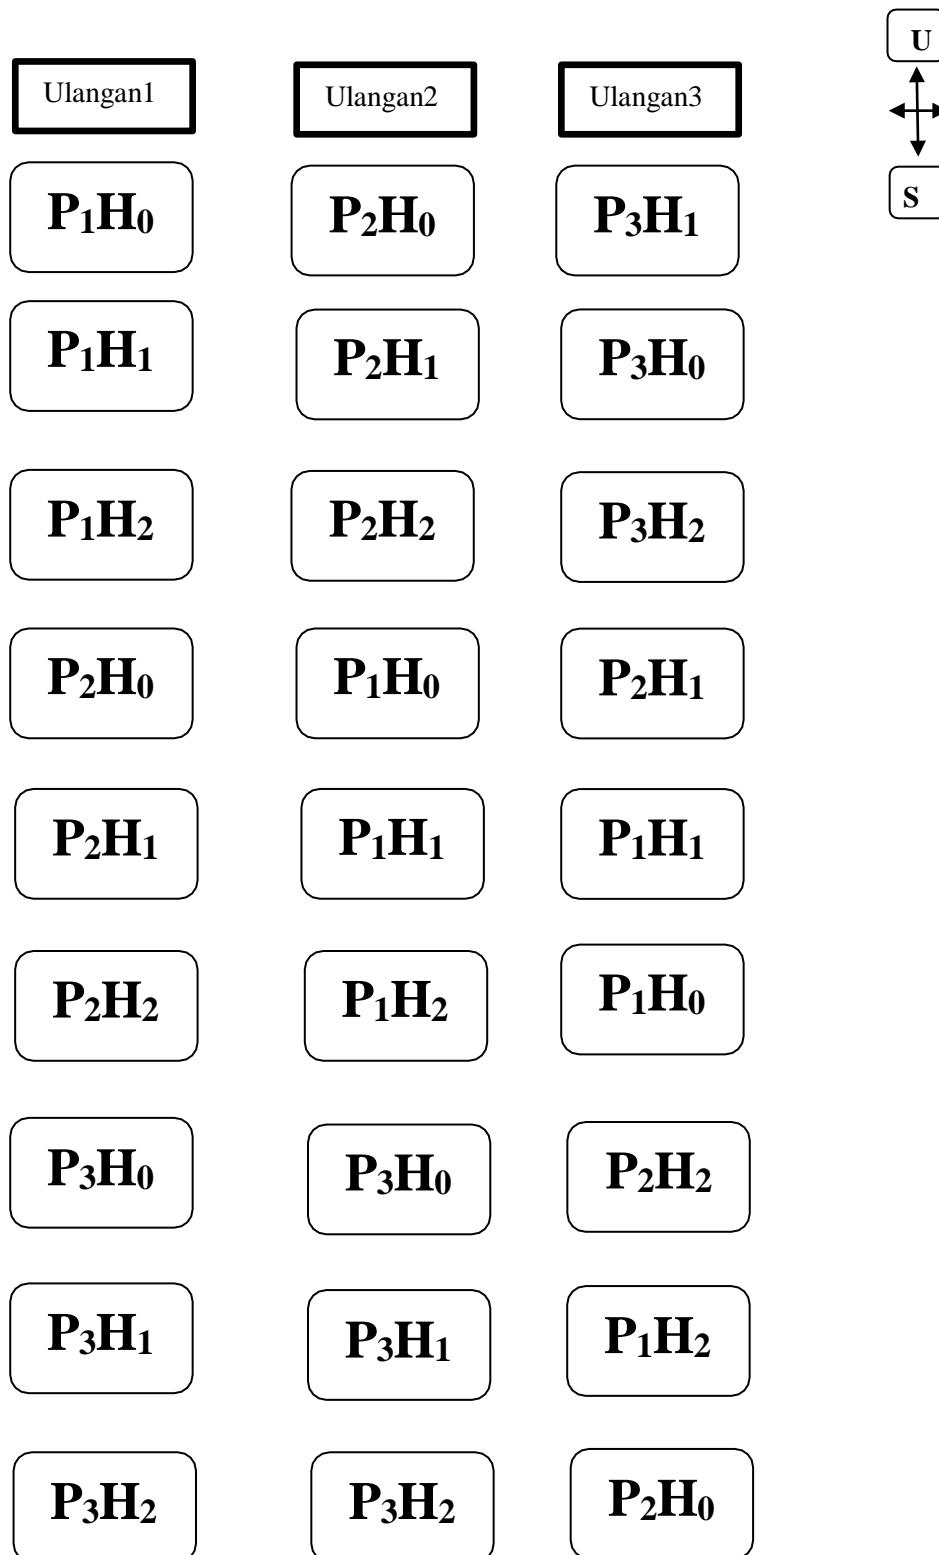 U
Ulangan1 Ulangan2 Ulangan3
S
P₁H₀ P₂H₀ P₃H₁
P₁H₁ P₂H₁ P₃H₀
P₁H₂ P₂H₂ P₃H₂
P₂H₀ P₁H₀ P₂H₁
P₂H₁ P₁H₁ P₁H₁
P₂H₂ P₁H₂ P₁H₀
P₃H₀ P₃H₀ P₂H₂
P₃H₁ P₃H₁ P₁H₂
P₃H₂ P₃H₂ P₂H₀